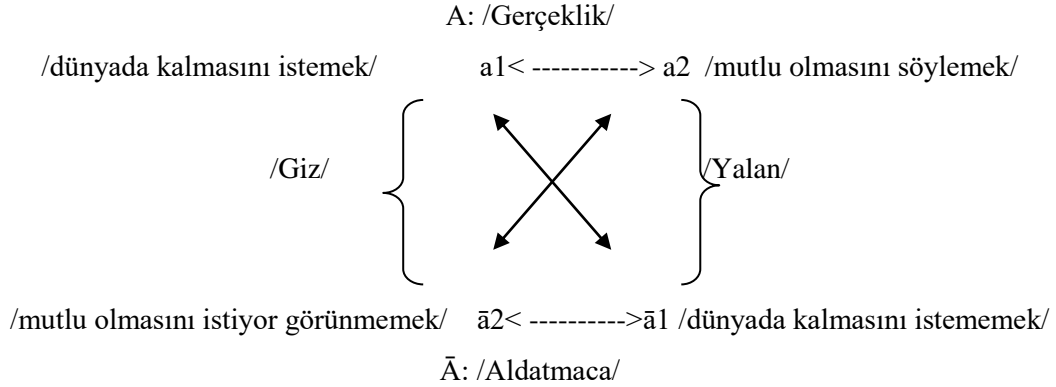 A: /Gerçeklik/
/dünyada kalmasını istemek/ a1< -----------> a2 /mutlu olmasını söylemek/
/Giz/ /Yalan/
/mutlu olmasını istiyor görünmemek/ ā2< ---------->ā1 /dünyada kalmasını istememek/
Ā: /Aldatmaca/